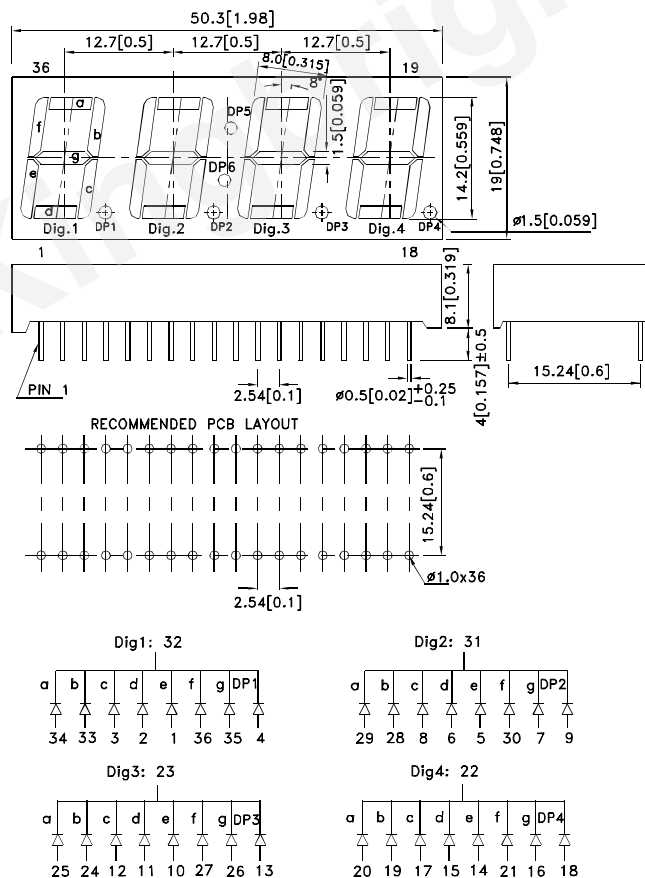 50.3[1.98]
12.7[0.5] 12.7[0.5] 12.7[0.5]
8.0[0.315]
36 19
8°
a
f b
g
e c
d
DP5
DP6
1.5[0.059]
14.2[0.559]
19[0.748]
Dig.1 DP1 Dig.2 DP2 Dig.3 DP3 Dig.4 DP4
ø1.5[0.059]
1 18
8.1[0.319]
PIN 1
2.54[0.1]
ø0.5[0.02]+0.25
-0.1
4[0.157]±0.5
15.24[0.6]
RECOMMENDED PCB LAYOUT
15.24[0.6]
ø1.0x36
2.54[0.1]
Dig1: 32
a b c d e f g DP1
34 33 3 2 1 36 35 4
Dig2: 31
a b c d e f g DP2
29 28 8 6 5 30 7 9
Dig3: 23
a b c d e f g DP3
25 24 12 11 10 27 26 13
Dig4: 22
a b c d e f g DP4
20 19 17 15 14 21 16 18